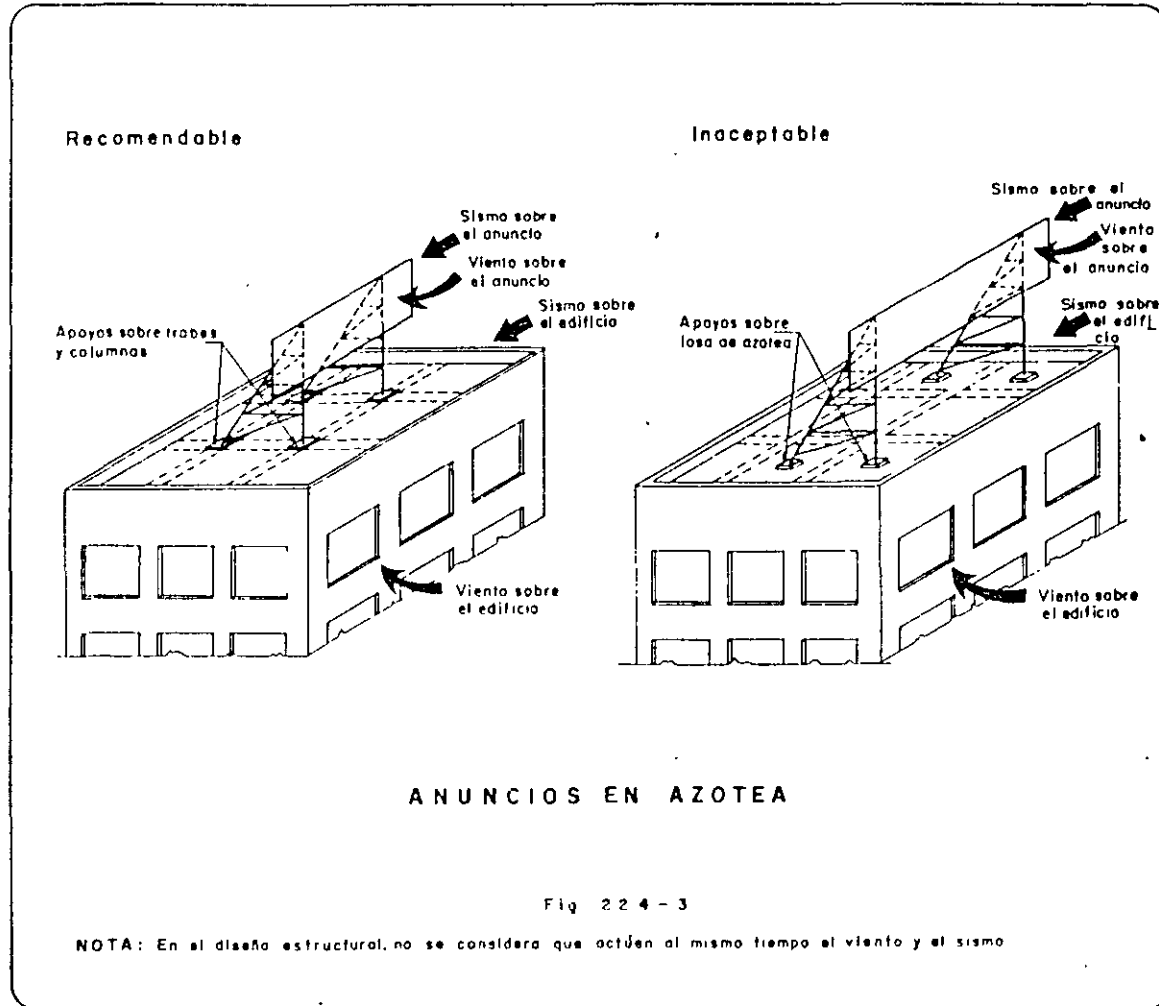 Recomendable
Sismo sobre
el anuncio
Viento sobre
el anuncio
Sismo sobre
el edificio
Apoyos sobre trabes
y columnas
Viento sobre
el edificio
Inaceptable
Sismo sobre el
anuncio
Viento
sobre
el anuncio
Sismo sobre
el edifi
cio
Apoyos sobre
losa de azotea
Viento sobre
el edificio
ANUNCIOS EN AZOTEA
Fig 224-3
NOTA: En el diseño estructural, no se considera que actúen al mismo tiempo el viento y el sismo